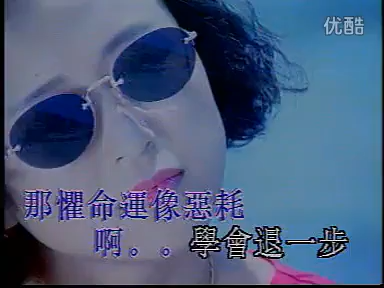 优酷
那懼命運像惡耗
啊。。學會退一步